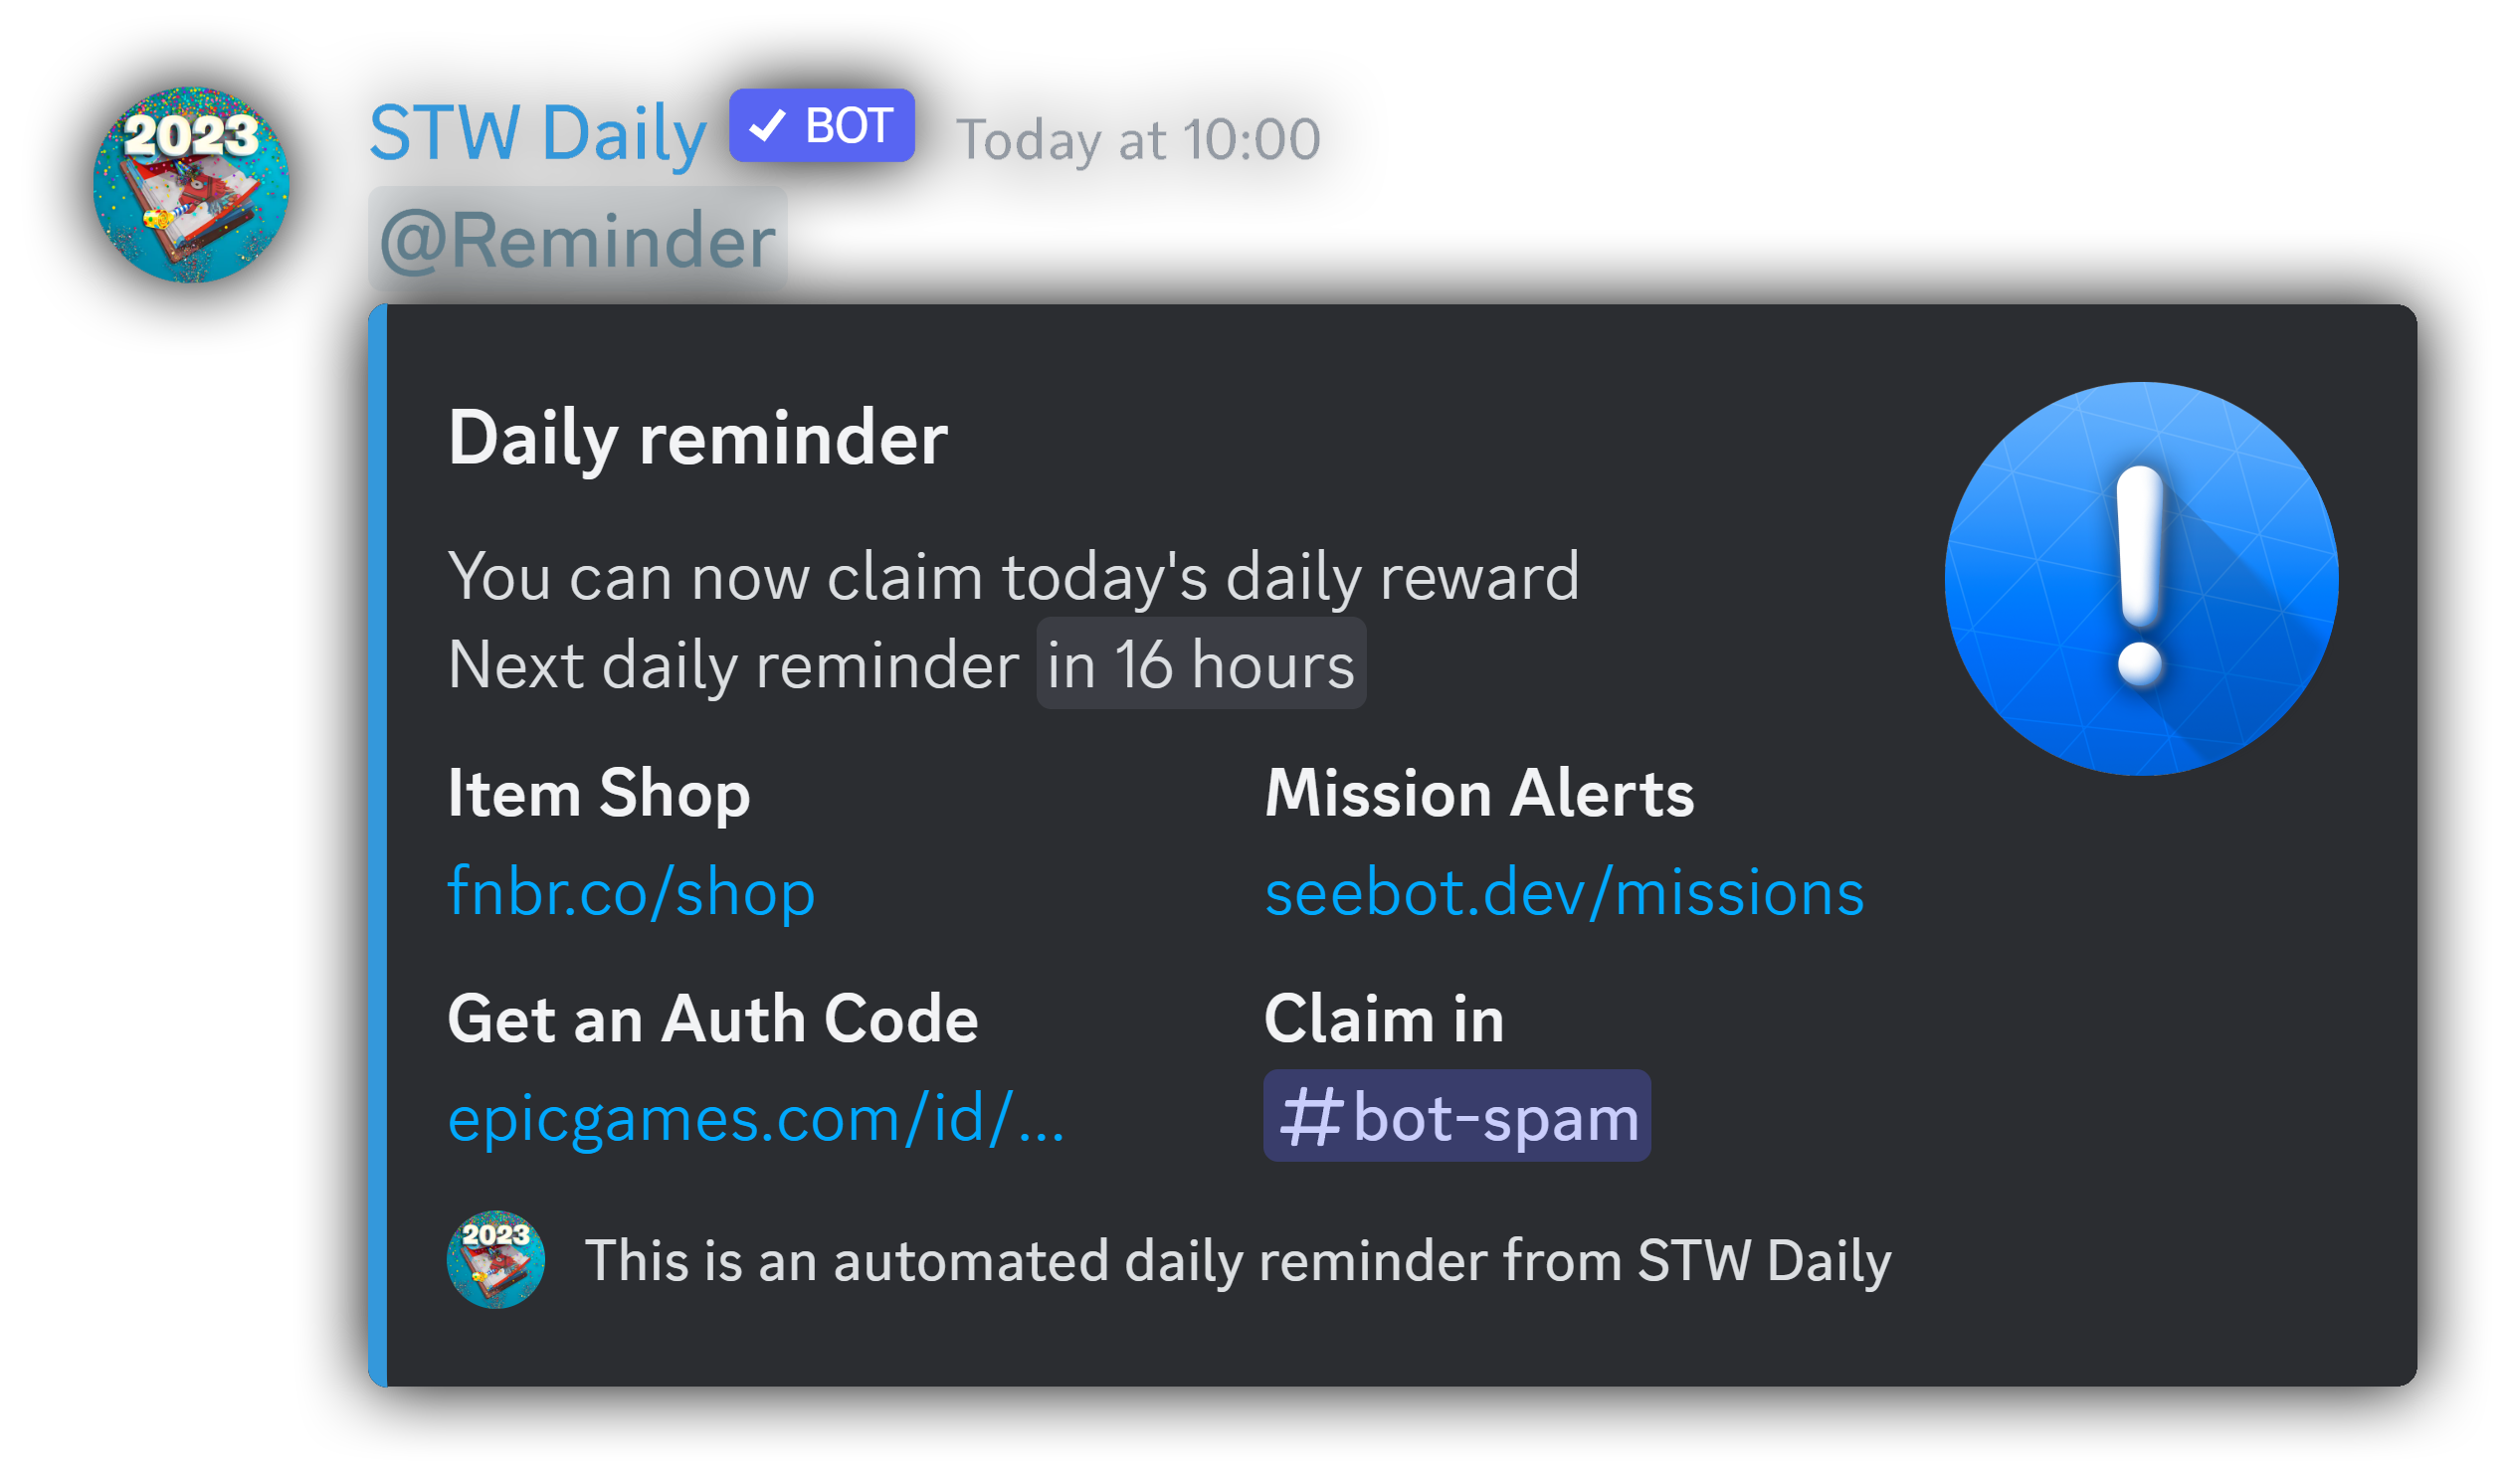 2023
STW Daily BOT Today at 10:00
@Reminder
Daily reminder
You can now claim today's daily reward
Next daily reminder in 16 hours
Item Shop
fnbr.co/shop
Mission Alerts
seebot.dev/missions
Get an Auth Code
epicgames.com/id/...
Claim in
#bot-spam
2023
This is an automated daily reminder from STW Daily